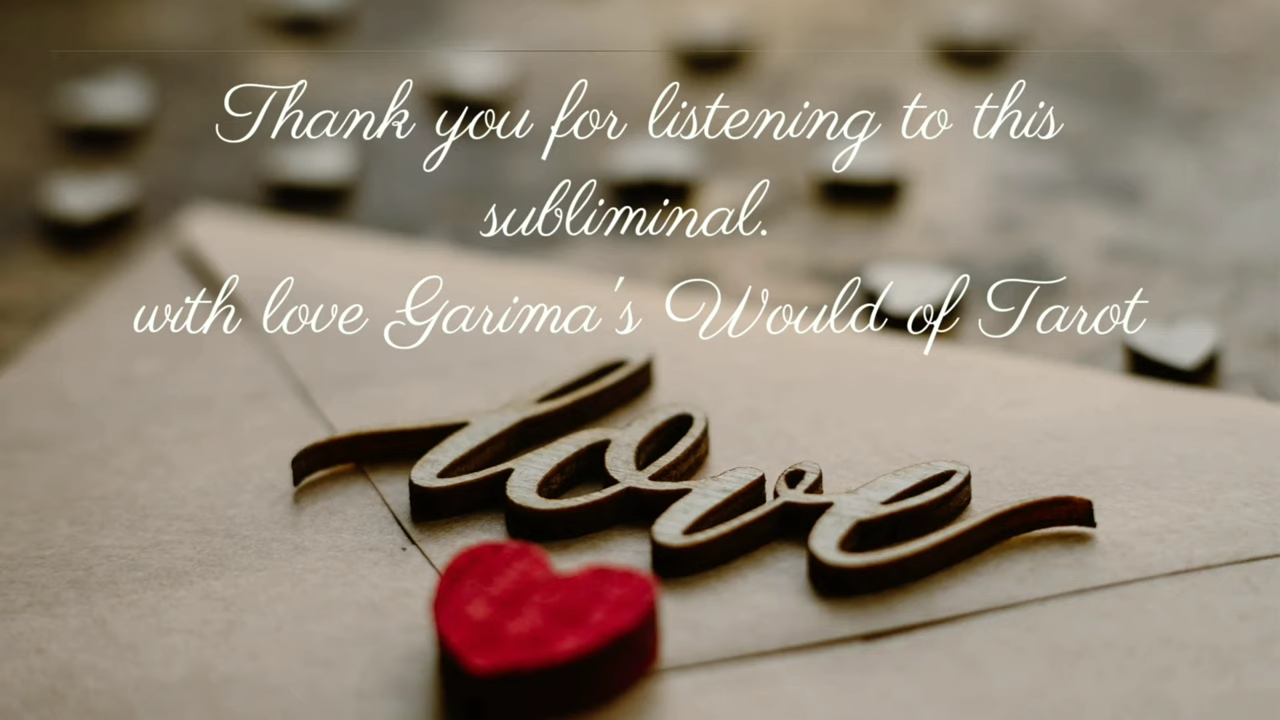 Thank you for listening to this
subliminal.
with love Garima's Would of Tarot
love